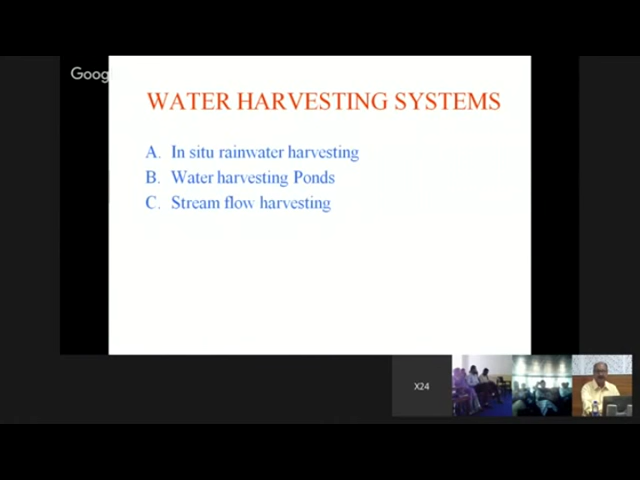 Goog
WATER HARVESTING SYSTEMS
A. In situ rainwater harvesting
B. Water harvesting Ponds
C. Stream flow harvesting
X24